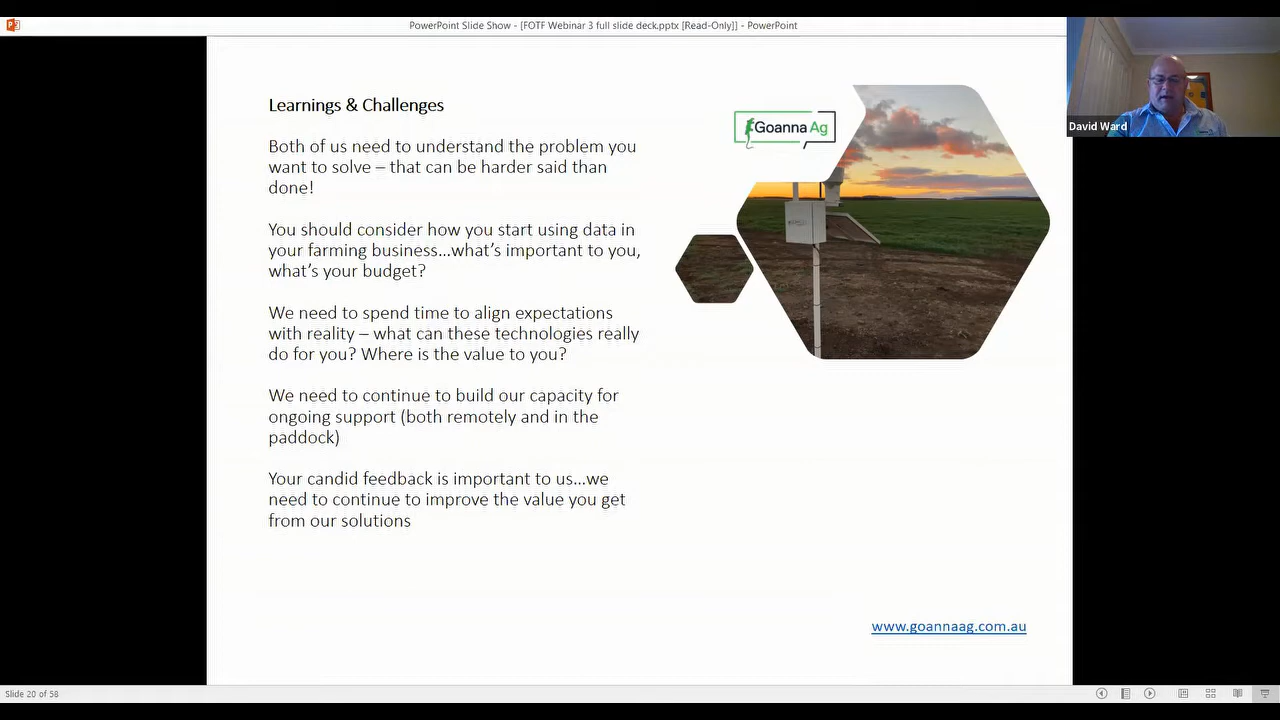 PowerPoint Slide Show - [FOTF Webinar 3 full slide deck.pptx [Read-Only]] - PowerPoint
David Ward
Learnings & Challenges
Goanna Ag
Both of us need to understand the problem you
want to solve – that can be harder said than
done!
You should consider how you start using data in
your farming business...what's important to you,
what's your budget?
We need to spend time to align expectations
with reality – what can these technologies really
do for you? Where is the value to you?
We need to continue to build our capacity for
ongoing support (both remotely and in the
paddock)
Your candid feedback is important to us...we
need to continue to improve the value you get
from our solutions
www.goannaag.com.au
Slide 20 of 58